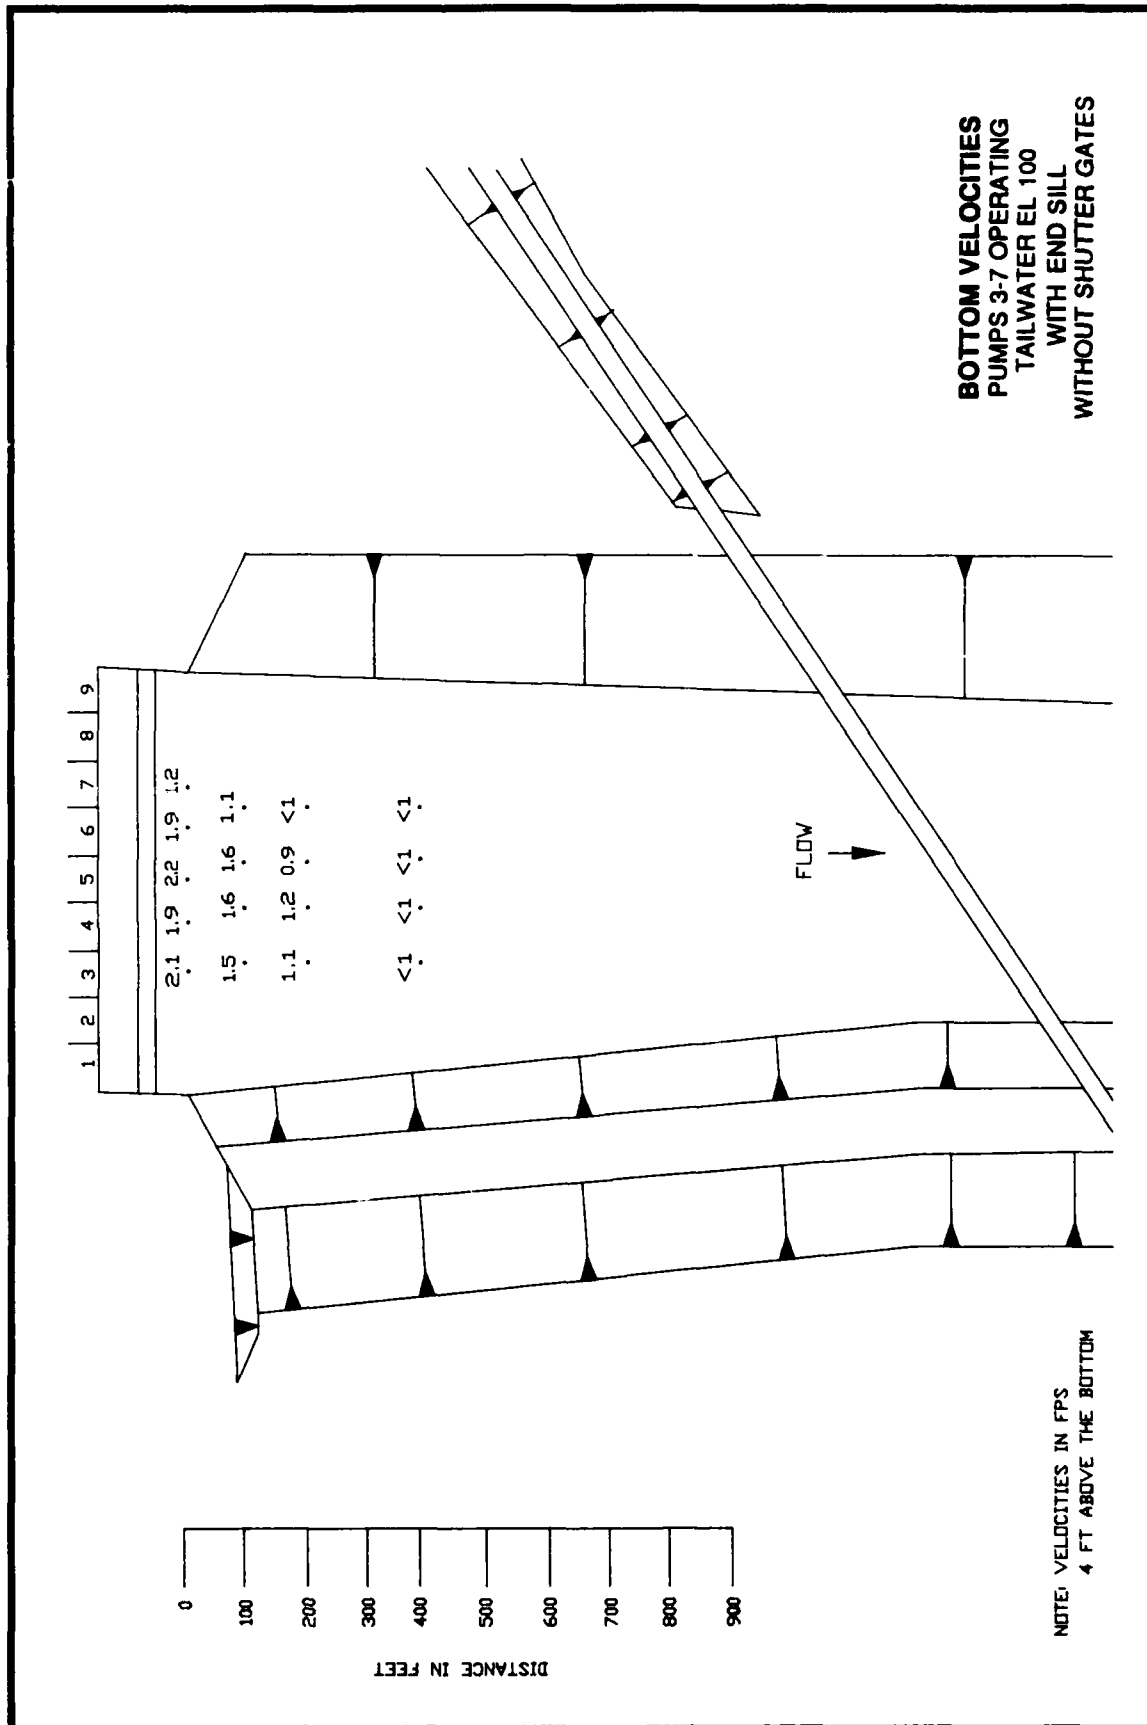 1 2 3 4 5 6 7 8 9
2.1 1.9 2.2 1.9 1.2
1.5 1.6 1.6 1.1
1.1 1.2 0.9 <1
<1 <1 <1 <1
FLOW
DISTANCE IN FEET
0
100
200
300
400
500
600
700
800
900
NOTE: VELOCITIES IN FPS
4 FT ABOVE THE BOTTOM
BOTTOM VELOCITIES
PUMPS 3-7 OPERATING
TAILWATER EL 100
WITH END SILL
WITHOUT SHUTTER GATES